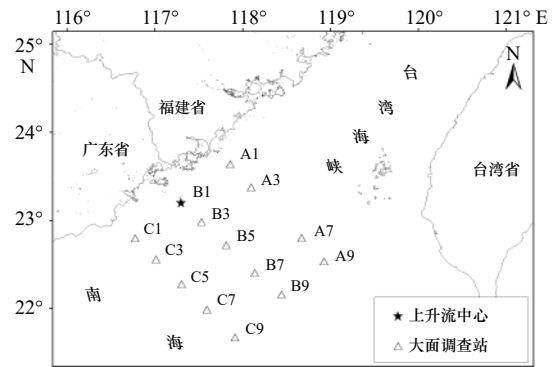 116° 117° 118° 119° 120° 121° E
25°
N
24°
23°
22°
N
台
湾
海
峡
福建省
广东省
台湾省
A1
A3
B1
B3
A7
C1
B5
A9
C3
B7
C5
B9
C7
C9
南
海
上升流中心
大面调查站